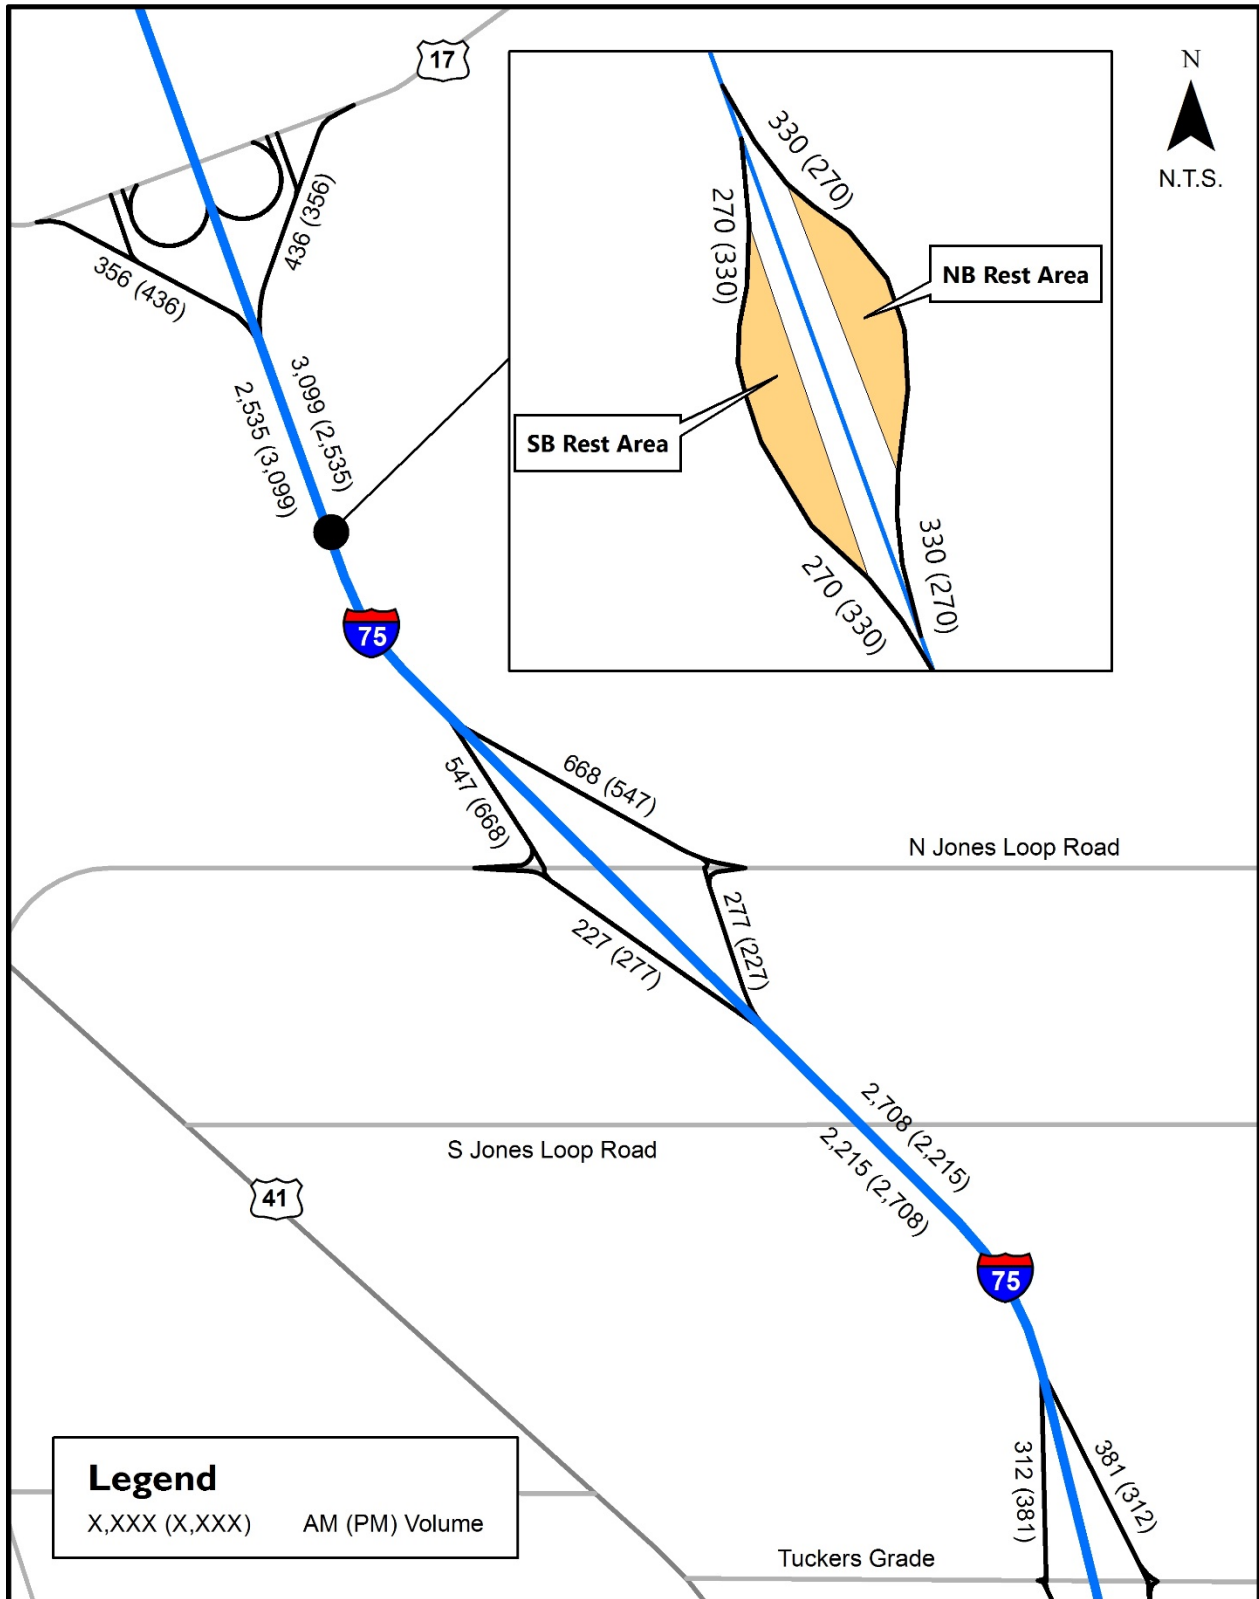 17
N
N.T.S.
330 (270)
270 (330)
NB Rest Area
436 (356)
356 (436)
3,099 (2,535)
2,535 (3,099)
SB Rest Area
330 (270)
270 (330)
75
668 (547)
547 (668)
N Jones Loop Road
277 (227)
227 (277)
2,708 (2,215)
2,215 (2,708)
S Jones Loop Road
41
75
312 (381)
381 (312)
Legend
X,XXX (X,XXX) AM (PM) Volume
Tuckers Grade